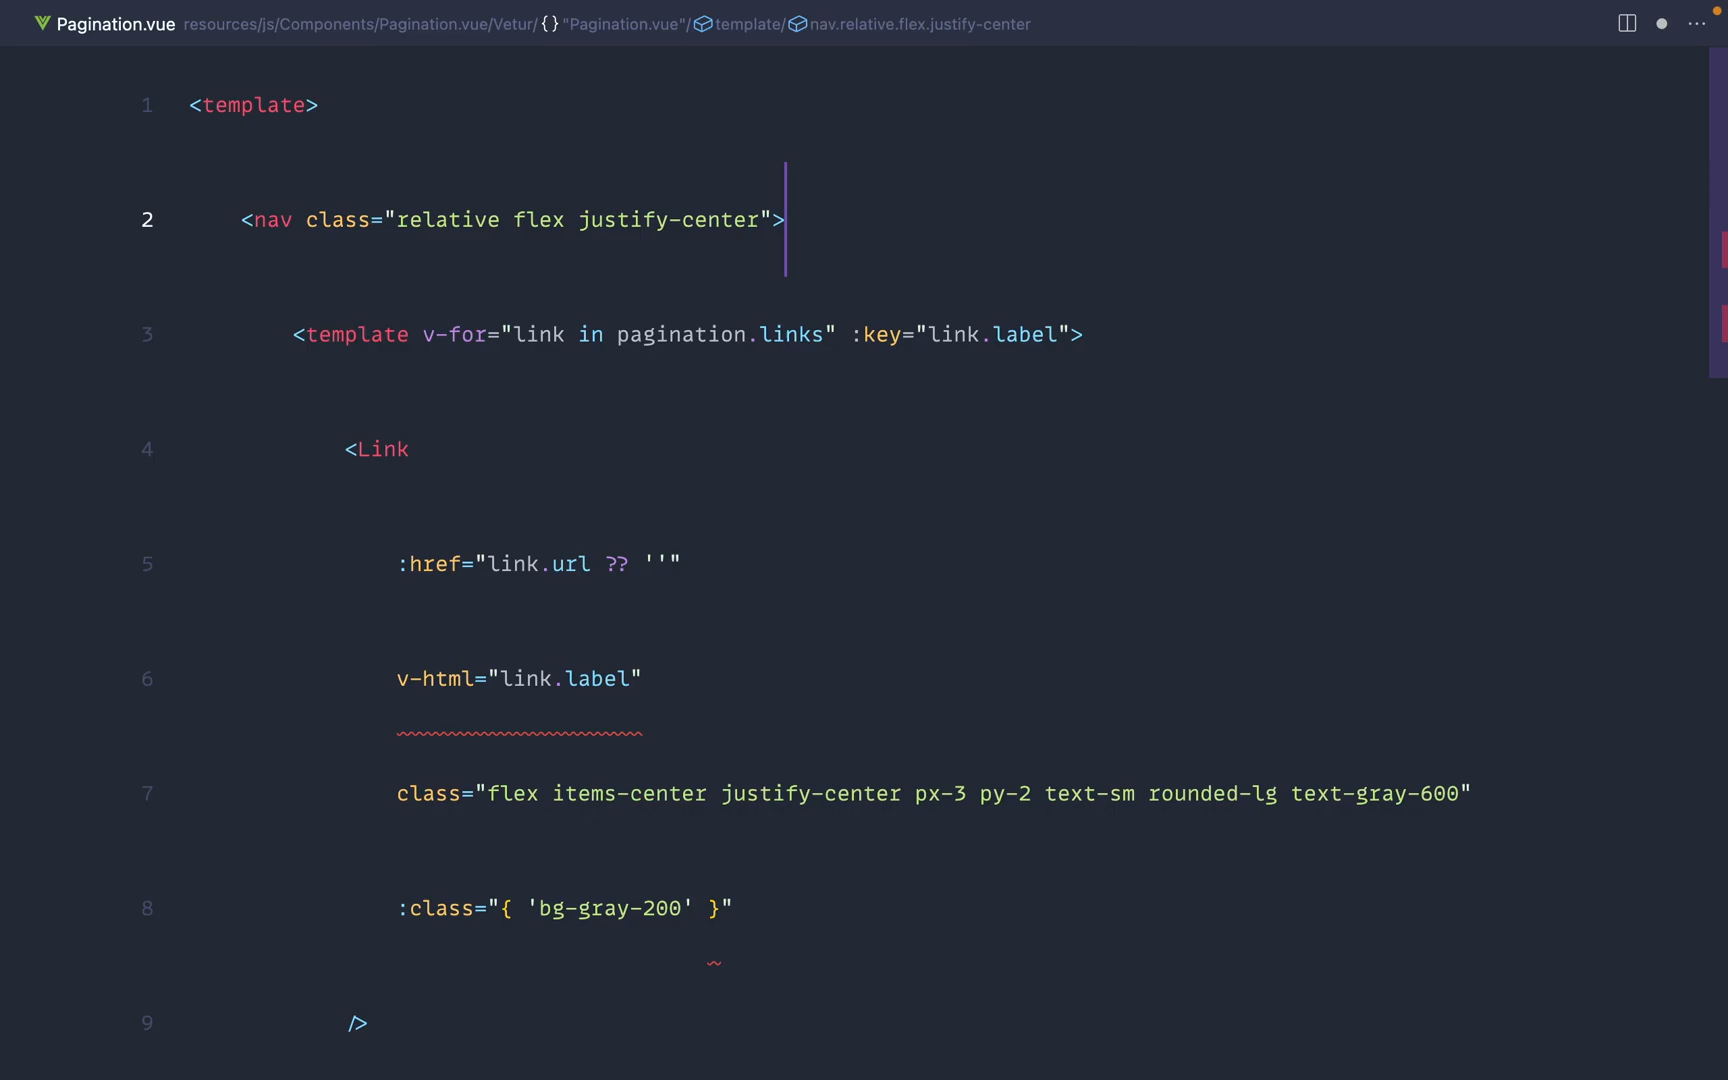 Pagination.vue resources/js/Components/Pagination.vue/Vetur/{} "Pagination.vue"/template/nav.relative.flex.justify-center
1 <template>
2 <nav class="relative flex justify-center">
3 <template v-for="link in pagination.links" :key="link.label">
4 <Link
5 :href="link.url ?? ''"
6 v-html="link.label"
7 class="flex items-center justify-center px-3 py-2 text-sm rounded-lg text-gray-600"
8 :class="{ 'bg-gray-200' }"
9 />